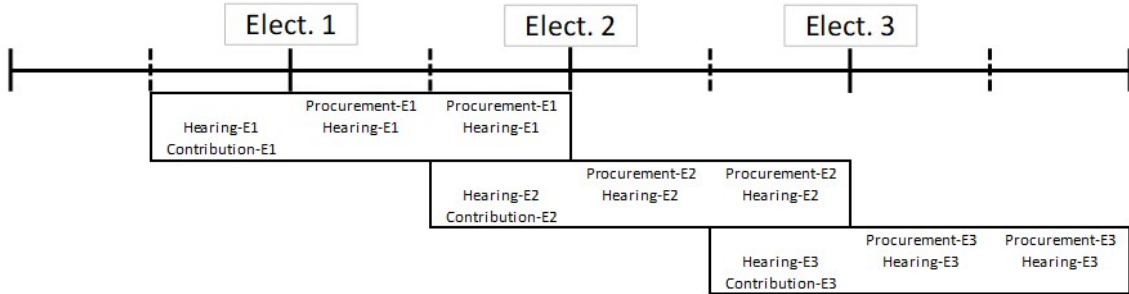 Elect. 1 Elect. 2 Elect. 3
Procurement-E1 Procurement-E1
Hearing-E1 Hearing-E1 Hearing-E1
Contribution-E1
Procurement-E2 Procurement-E2
Hearing-E2 Hearing-E2 Hearing-E2
Contribution-E2
Procurement-E3 Procurement-E3
Hearing-E3 Hearing-E3 Hearing-E3
Contribution-E3